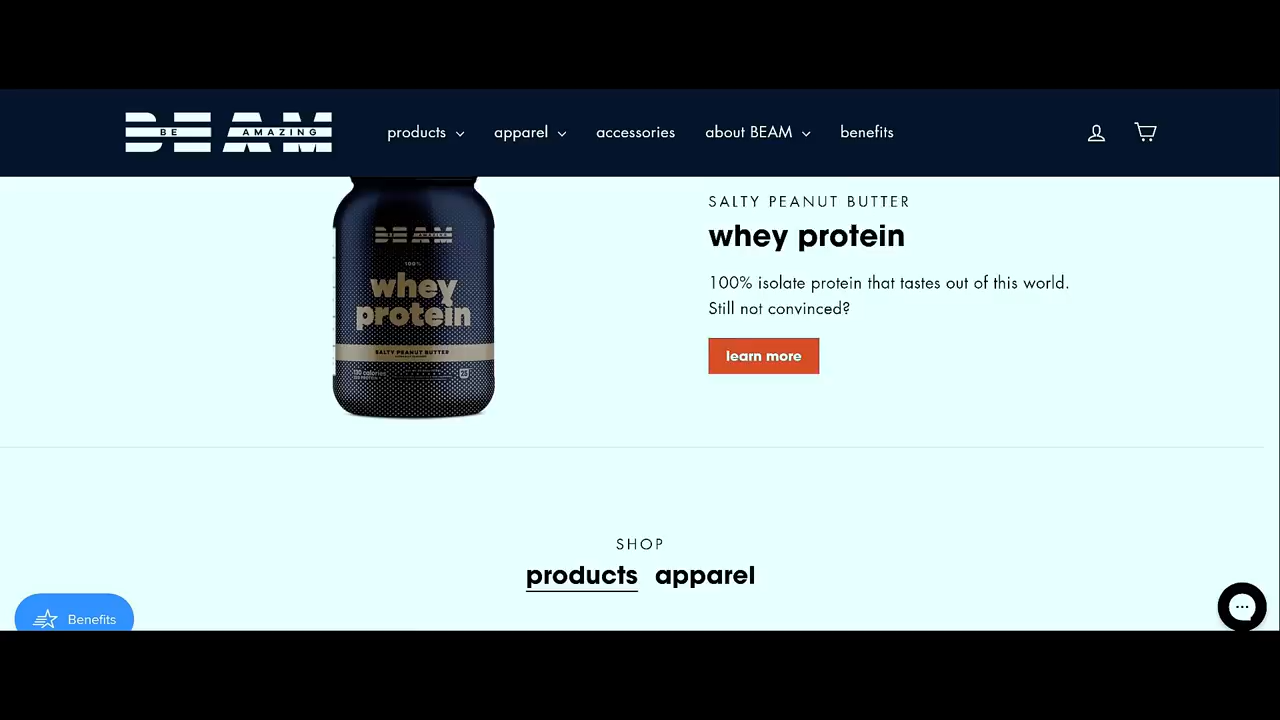 BEAM
BE AMAZING
products apparel accessories about BEAM benefits
SALTY PEANUT BUTTER
whey protein
100% isolate protein that tastes out of this world.
Still not convinced?
learn more
BEAM
100%
whey
protein
SALTY PEANUT BUTTER
SHOP
products apparel
Benefits